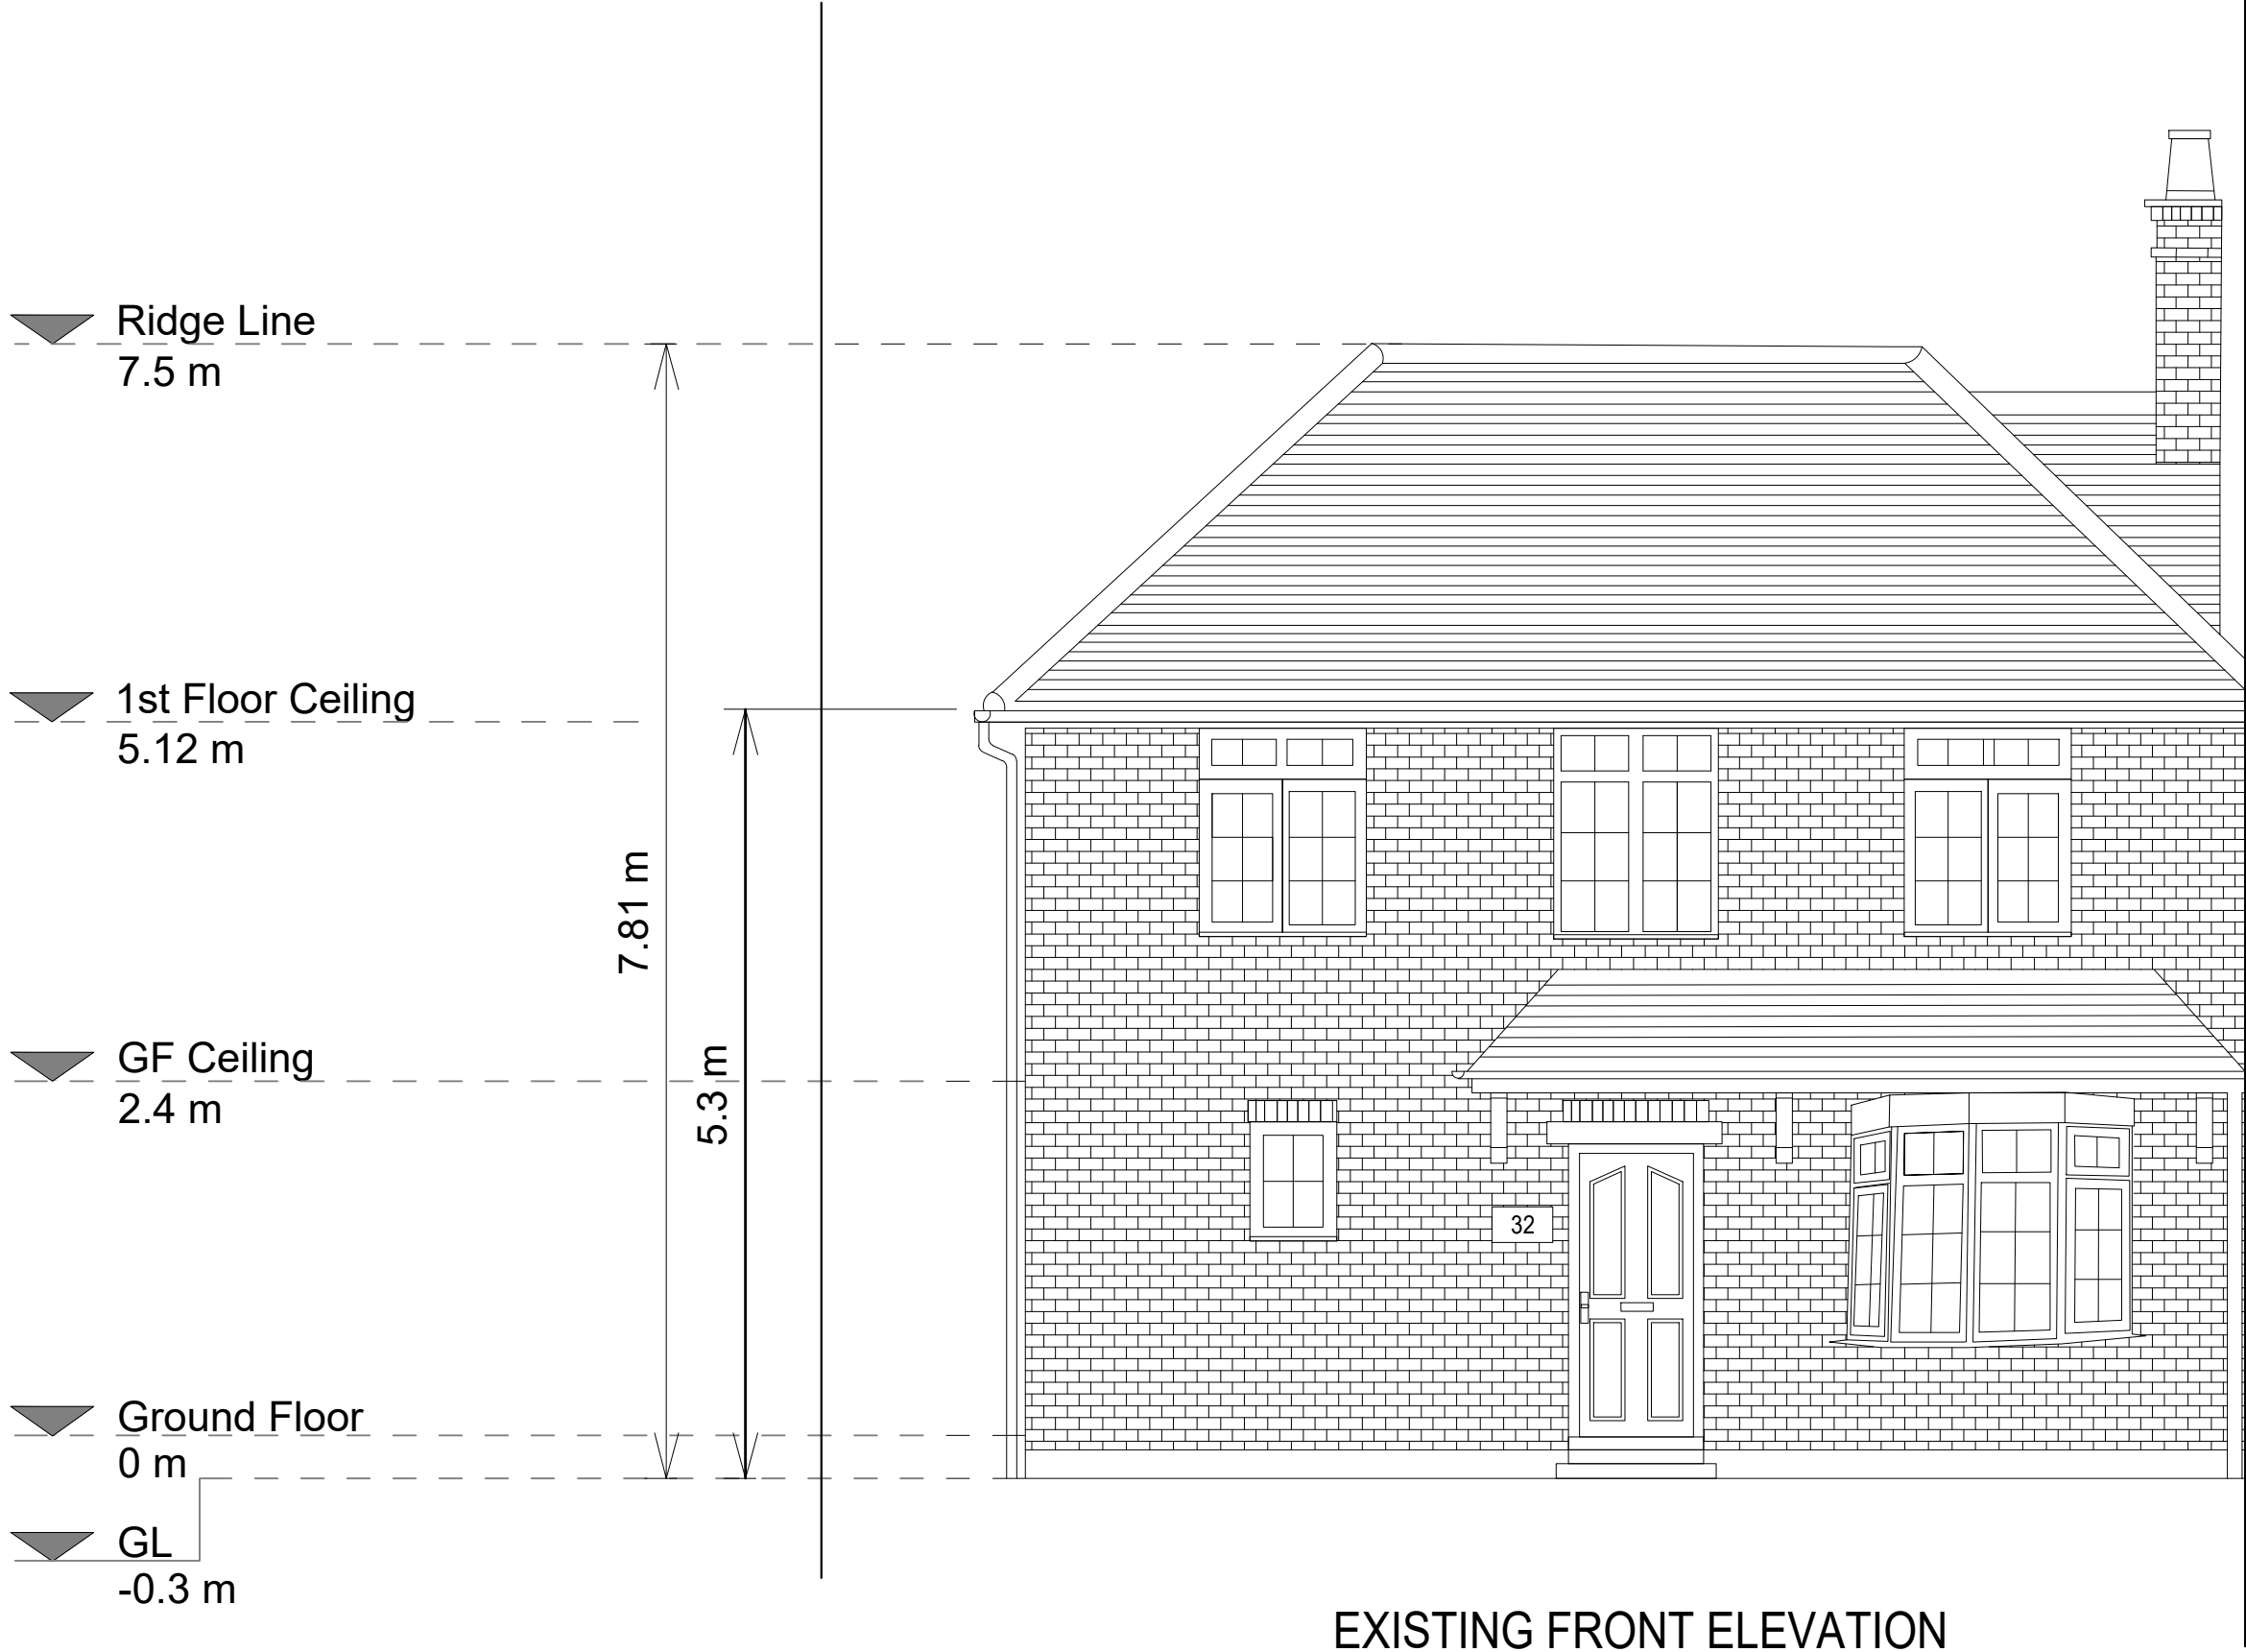 Ridge Line
7.5 m
1st Floor Ceiling
5.12 m
7.81 m
5.3 m
GF Ceiling
2.4 m
32
Ground Floor
0 m
GL
-0.3 m
EXISTING FRONT ELEVATION